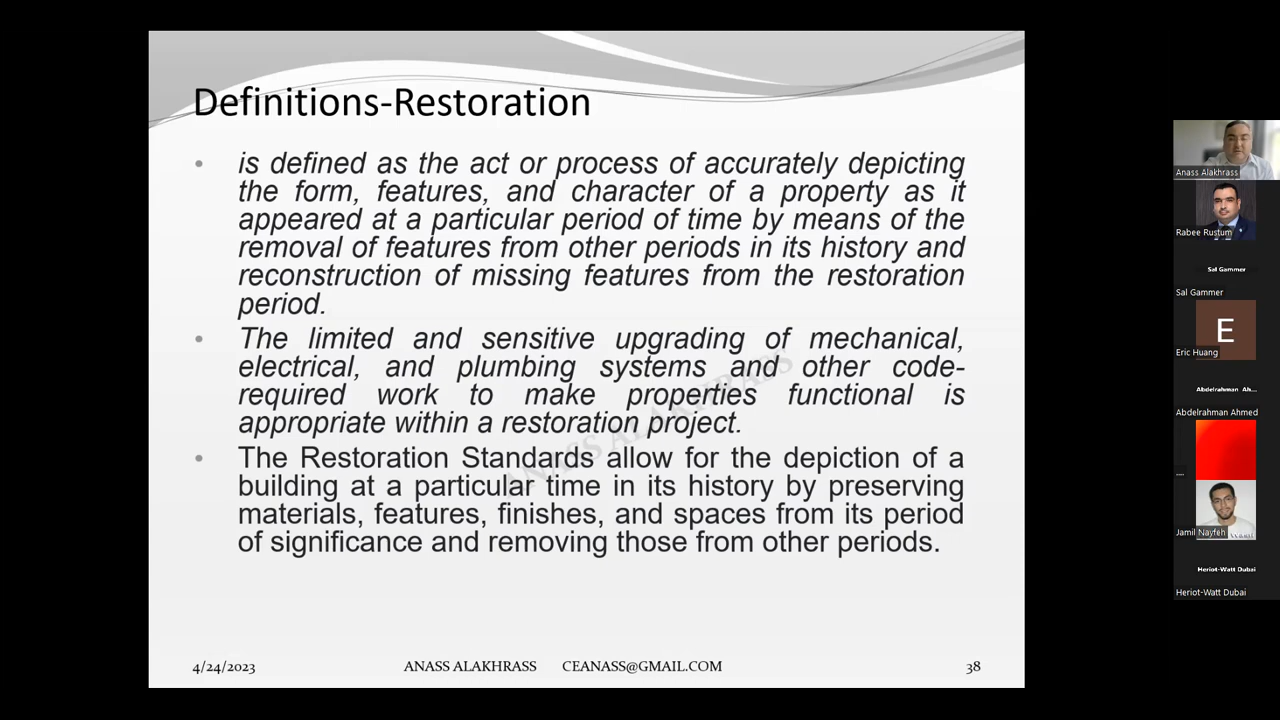 Definitions-Restoration
• is defined as the act or process of accurately depicting
the form, features, and character of a property as it
appeared at a particular period of time by means of the
removal of features from other periods in its history and
reconstruction of missing features from the restoration
period.
• The limited and sensitive upgrading of mechanical,
electrical, and plumbing systems and other code-
required work to make properties functional is
appropriate within a restoration project.
• The Restoration Standards allow for the depiction of a
building at a particular time in its history by preserving
materials, features, finishes, and spaces from its period
of significance and removing those from other periods.
ANASS ALAKHRASS
4/24/2023 ANASS ALAKHRASS CEANASS@GMAIL.COM 38
Anass Alakhrass
Rabee Rustum
Sal Gammer
Sal Gammer
E
Eric Huang
Abdelrahman Ah...
Abdelrahman Ahmed
....
Jamil Nayfeh
Heriot-Watt Dubai
Heriot-Watt Dubai